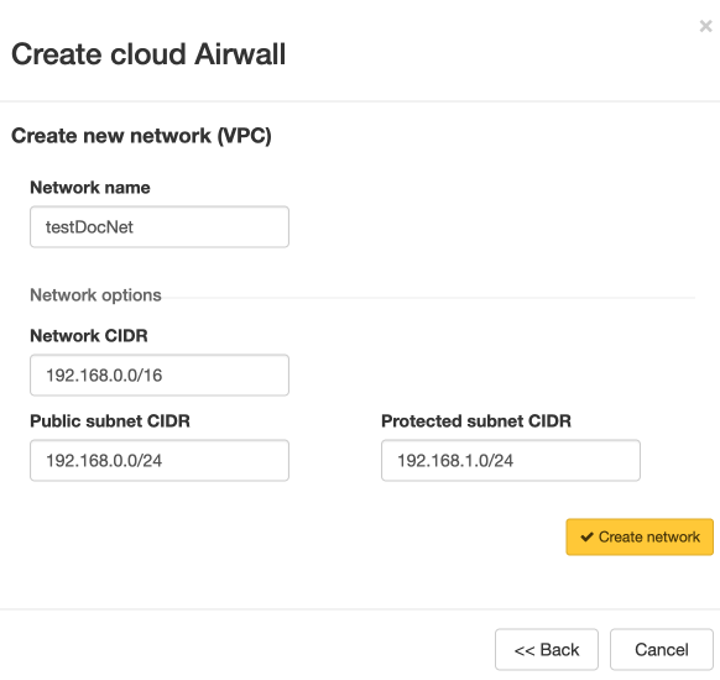 ×
Create cloud Airwall
Create new network (VPC)
Network name
testDocNet
Network options
Network CIDR
192.168.0.0/16
Public subnet CIDR
192.168.0.0/24
Protected subnet CIDR
192.168.1.0/24
✔ Create network
<< Back
Cancel